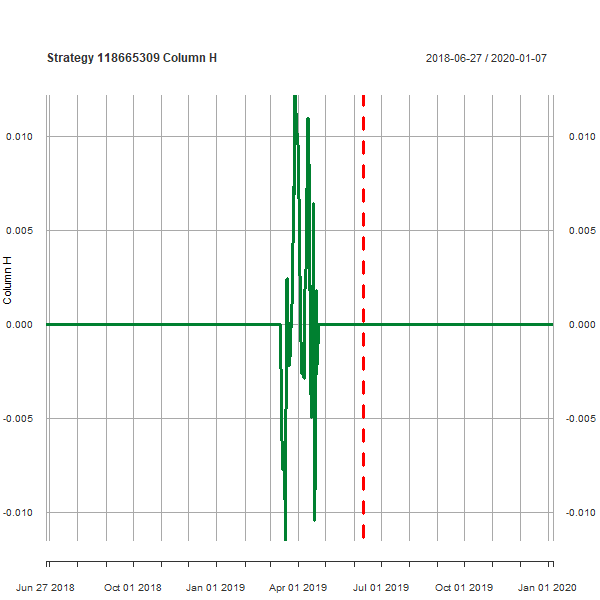 Strategy 118665309 Column H
2018-06-27 / 2020-01-07
0.010
0.010
0.005
0.005
Column H
0.000
0.000
-0.005
-0.005
-0.010
-0.010
Jun 27 2018
Oct 01 2018
Jan 01 2019
Apr 01 2019
Jul 01 2019
Oct 01 2019
Jan 01 2020